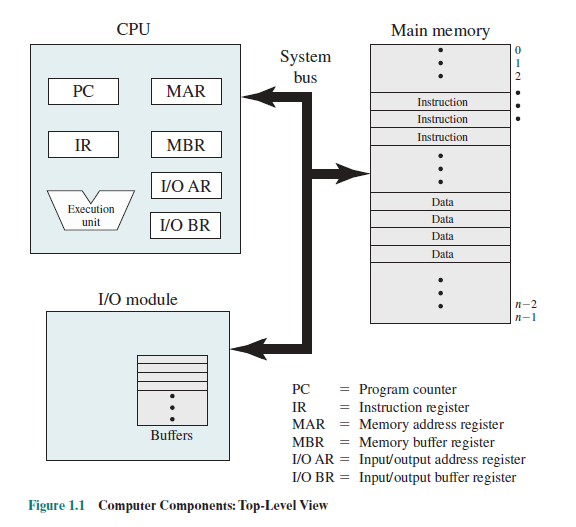 CPU
Main memory
System
bus
0
1
2
PC
MAR
Instruction
Instruction
Instruction
IR
MBR
I/O AR
Execution
unit
I/O BR
Data
Data
Data
Data
I/O module
n–2
n–1
Buffers
PC = Program counter
IR = Instruction register
MAR = Memory address register
MBR = Memory buffer register
I/O AR = Input/output address register
I/O BR = Input/output buffer register
Figure 1.1 Computer Components: Top-Level View